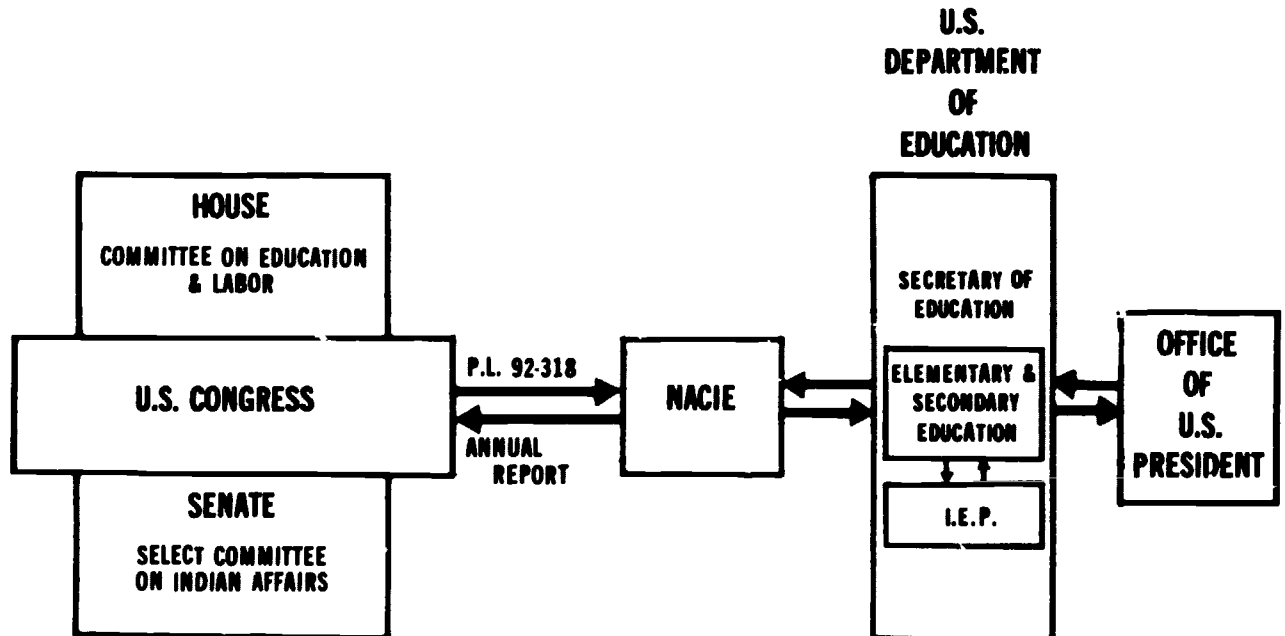 U.S.
DEPARTMENT
OF
EDUCATION
HOUSE
COMMITTEE ON EDUCATION
& LABOR
U.S. CONGRESS
SENATE
SELECT COMMITTEE
ON INDIAN AFFAIRS
P.L. 92-318
ANNUAL
REPORT
NACIE
SECRETARY OF
EDUCATION
ELEMENTARY &
SECONDARY
EDUCATION
I.E.P.
OFFICE
OF
U.S.
PRESIDENT